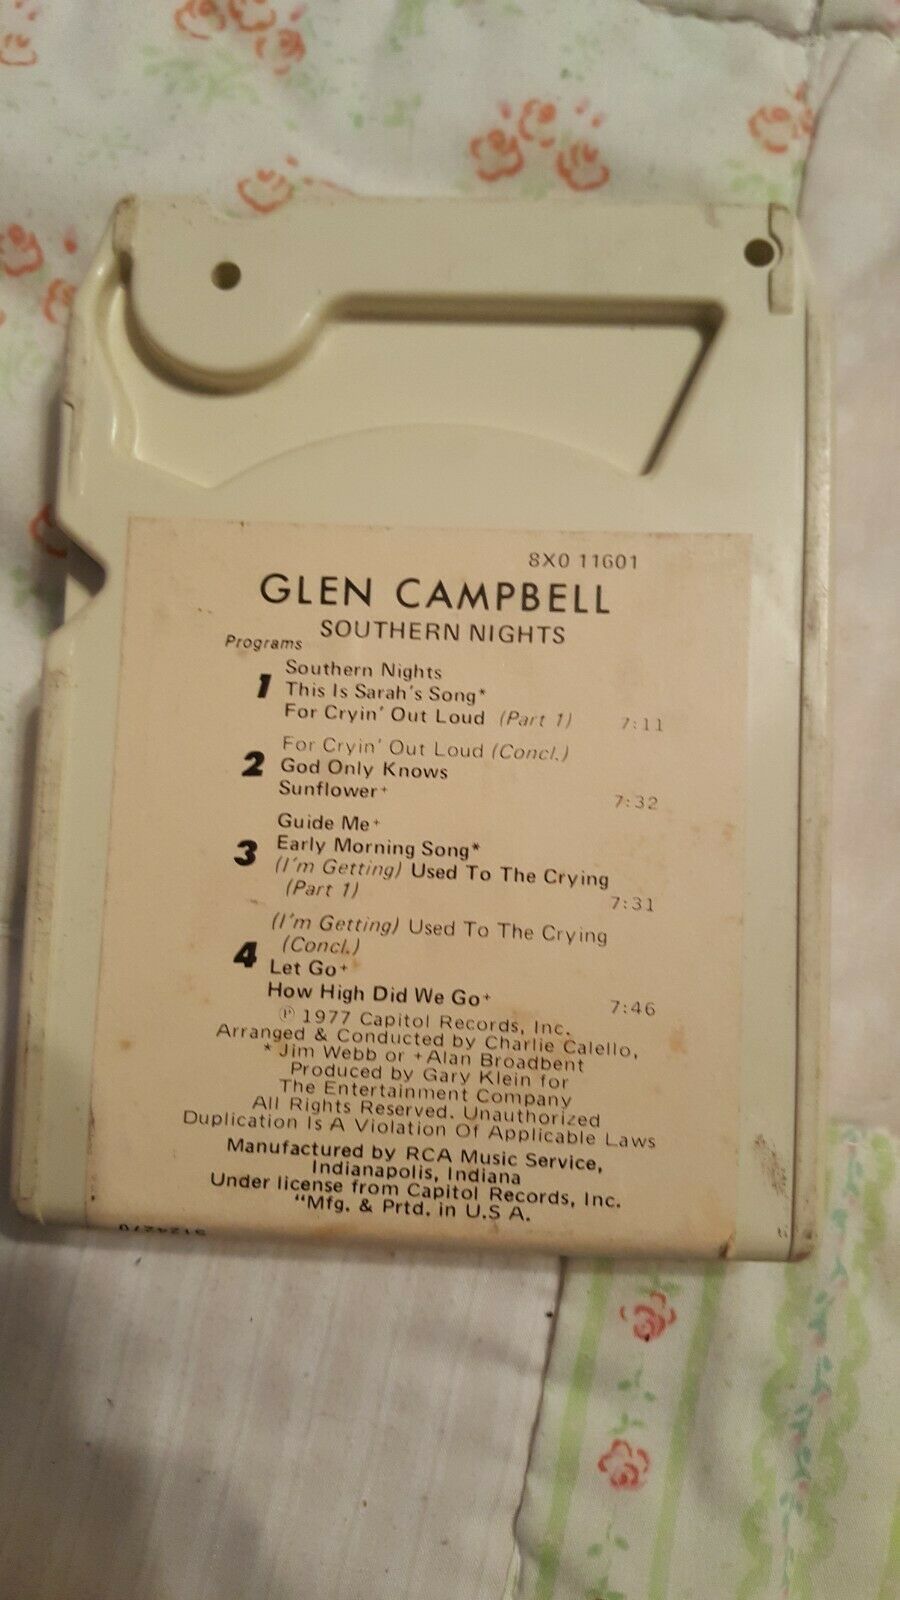 8X0 11601
GLEN CAMPBELL
SOUTHERN NIGHTS
Programs
1 Southern Nights
This Is Sarah's Song*
For Cryin' Out Loud (Part 1) 7:11
2 For Cryin' Out Loud (Concl.)
God Only Knows
Sunflower+ 7:32
3 Guide Me+
Early Morning Song*
(I'm Getting) Used To The Crying
(Part 1) 7:31
4 (I'm Getting) Used To The Crying
(Concl.)
Let Go+
How High Did We Go+ 7:46
℗ 1977 Capitol Records, Inc.
Arranged & Conducted by Charlie Calello,
* Jim Webb or +Alan Broadbent
Produced by Gary Klein for
The Entertainment Company
All Rights Reserved. Unauthorized
Duplication Is A Violation Of Applicable Laws
Manufactured by RCA Music Service,
Indianapolis, Indiana
Under license from Capitol Records, Inc.
"Mfg. & Prtd. in U.S A.